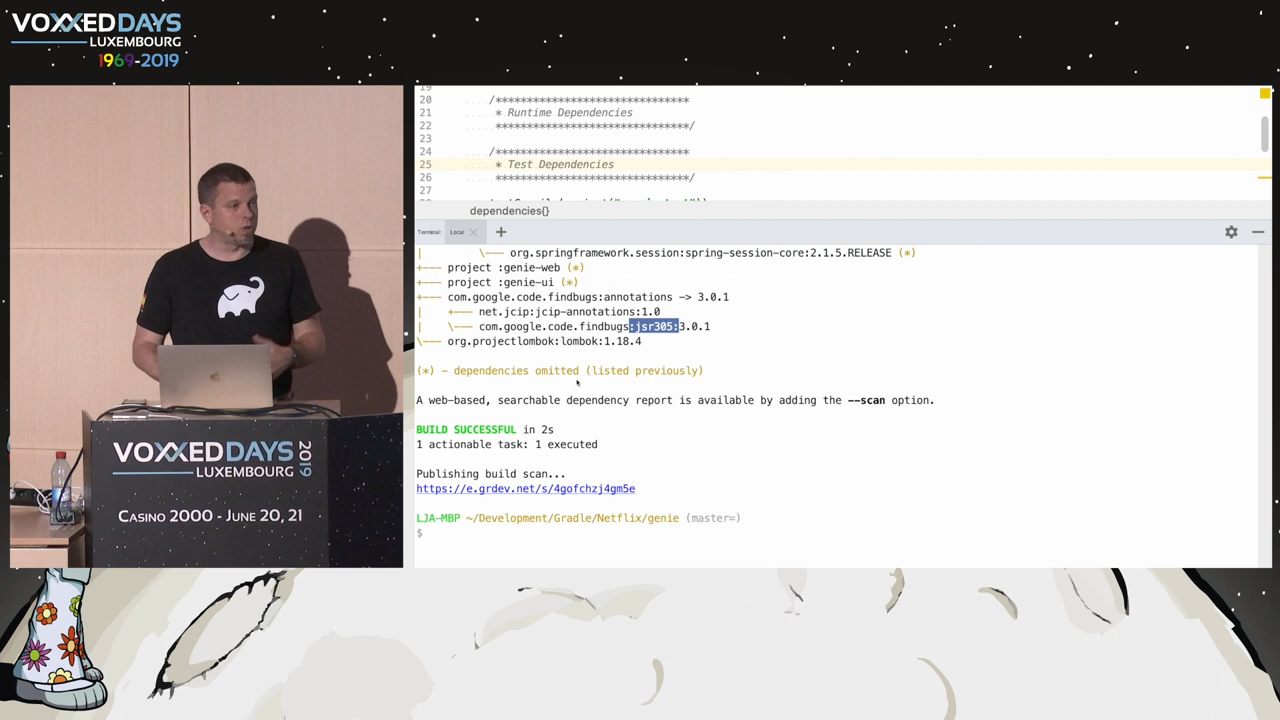 VOXXEDDAYS
LUXEMBOURG
1969-2019
19
20 /*******************************
21 * Runtime Dependencies
22 *******************************/
23
24 /*******************************
25 * Test Dependencies
26 *******************************/
27
dependencies{}
Terminal: Local × +
| \--- org.springframework.session:spring-session-core:2.1.5.RELEASE (*)
+--- project :genie-web (*)
+--- project :genie-ui (*)
+--- com.google.code.findbugs:annotations -> 3.0.1
| +--- net.jcip:jcip-annotations:1.0
| \--- com.google.code.findbugs:jsr305:3.0.1
\--- org.projectlombok:lombok:1.18.4
(*) - dependencies omitted (listed previously)
A web-based, searchable dependency report is available by adding the --scan option.
BUILD SUCCESSFUL in 2s
1 actionable task: 1 executed
Publishing build scan...
https://e.grdev.net/s/4gofchzj4gm5e
LJA-MBP ~/Development/Gradle/Netflix/genie (master=)
$
VOXXEDDAYS
LUXEMBOURG
2019
CASINO 2000 - JUNE 20, 21